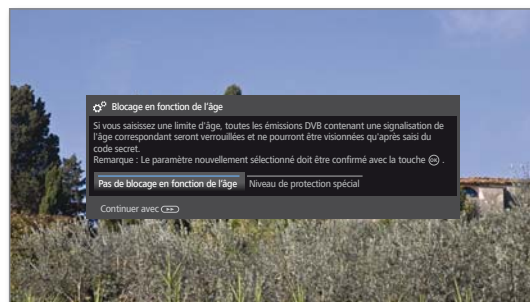 Blocage en fonction de l'âge
Si vous saisissez une limite d'âge, toutes les émissions DVB contenant une signalisation de
l'âge correspondant seront verrouillées et ne pourront être visionnées qu'après saisi du
code secret.
Remarque : Le paramètre nouvellement sélectionné doit être confirmé avec la touche OK .
Pas de blocage en fonction de l'âge Niveau de protection spécial
Continuer avec